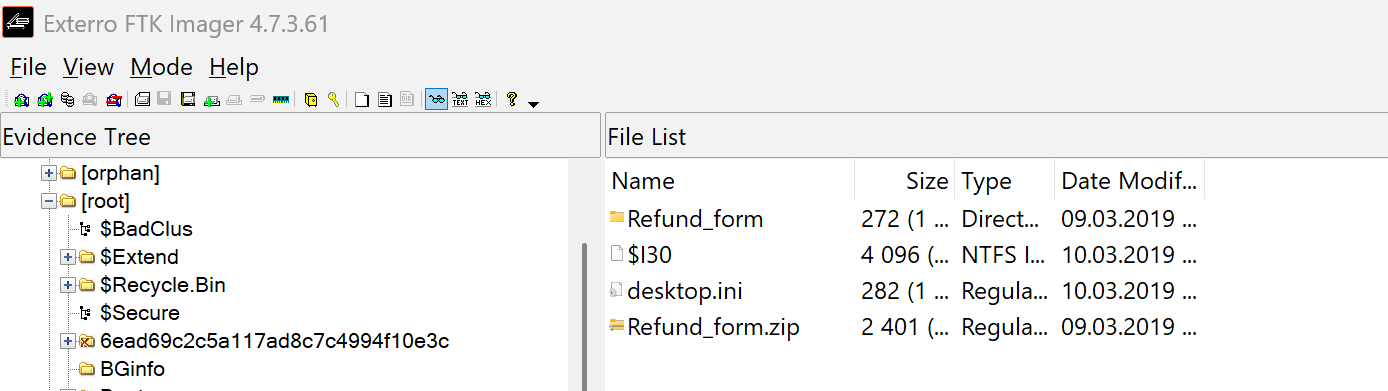 Exterro FTK Imager 4.7.3.61
File View Mode Help
Evidence Tree
[orphan]
[root]
$BadClus
$Extend
$Recycle.Bin
$Secure
6ead69c2c5a117ad8c7c4994f10e3c
BGinfo
File List
Name Size Type Date Modif...
Refund_form 272 (1 ... Direct... 09.03.2019 ...
$I30 4 096 (... NTFS I... 10.03.2019 ...
desktop.ini 282 (1 ... Regula... 10.03.2019 ...
Refund_form.zip 2 401 (... Regula... 09.03.2019 ...